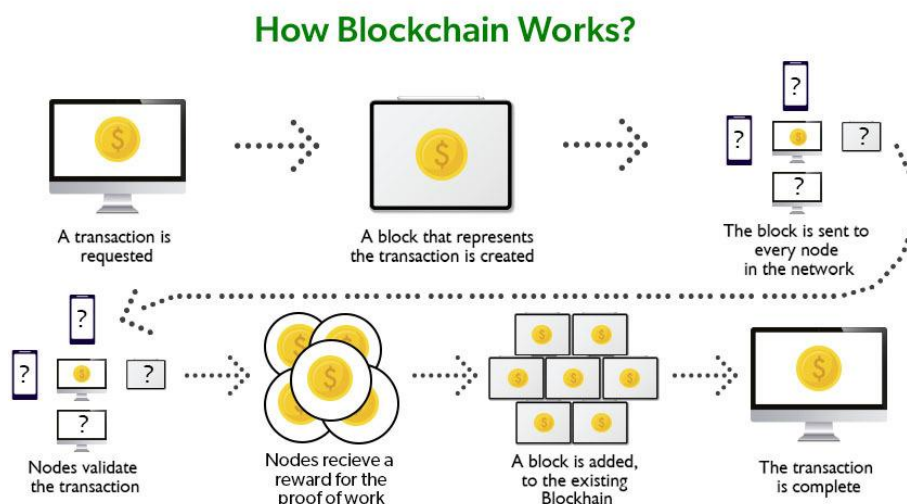 How Blockchain Works?
$
$
?
?
$
?
?
A transaction is
requested
A block that represents
the transaction is created
The block is sent to
every node
in the network
?
?
$
?
?
Nodes validate
the transaction
$
$
$
$
$
Nodes recieve a
reward for the
proof of work
$
$
$
$
$
$
$
A block is added,
to the existing
Blockhain
$
The transaction
is complete